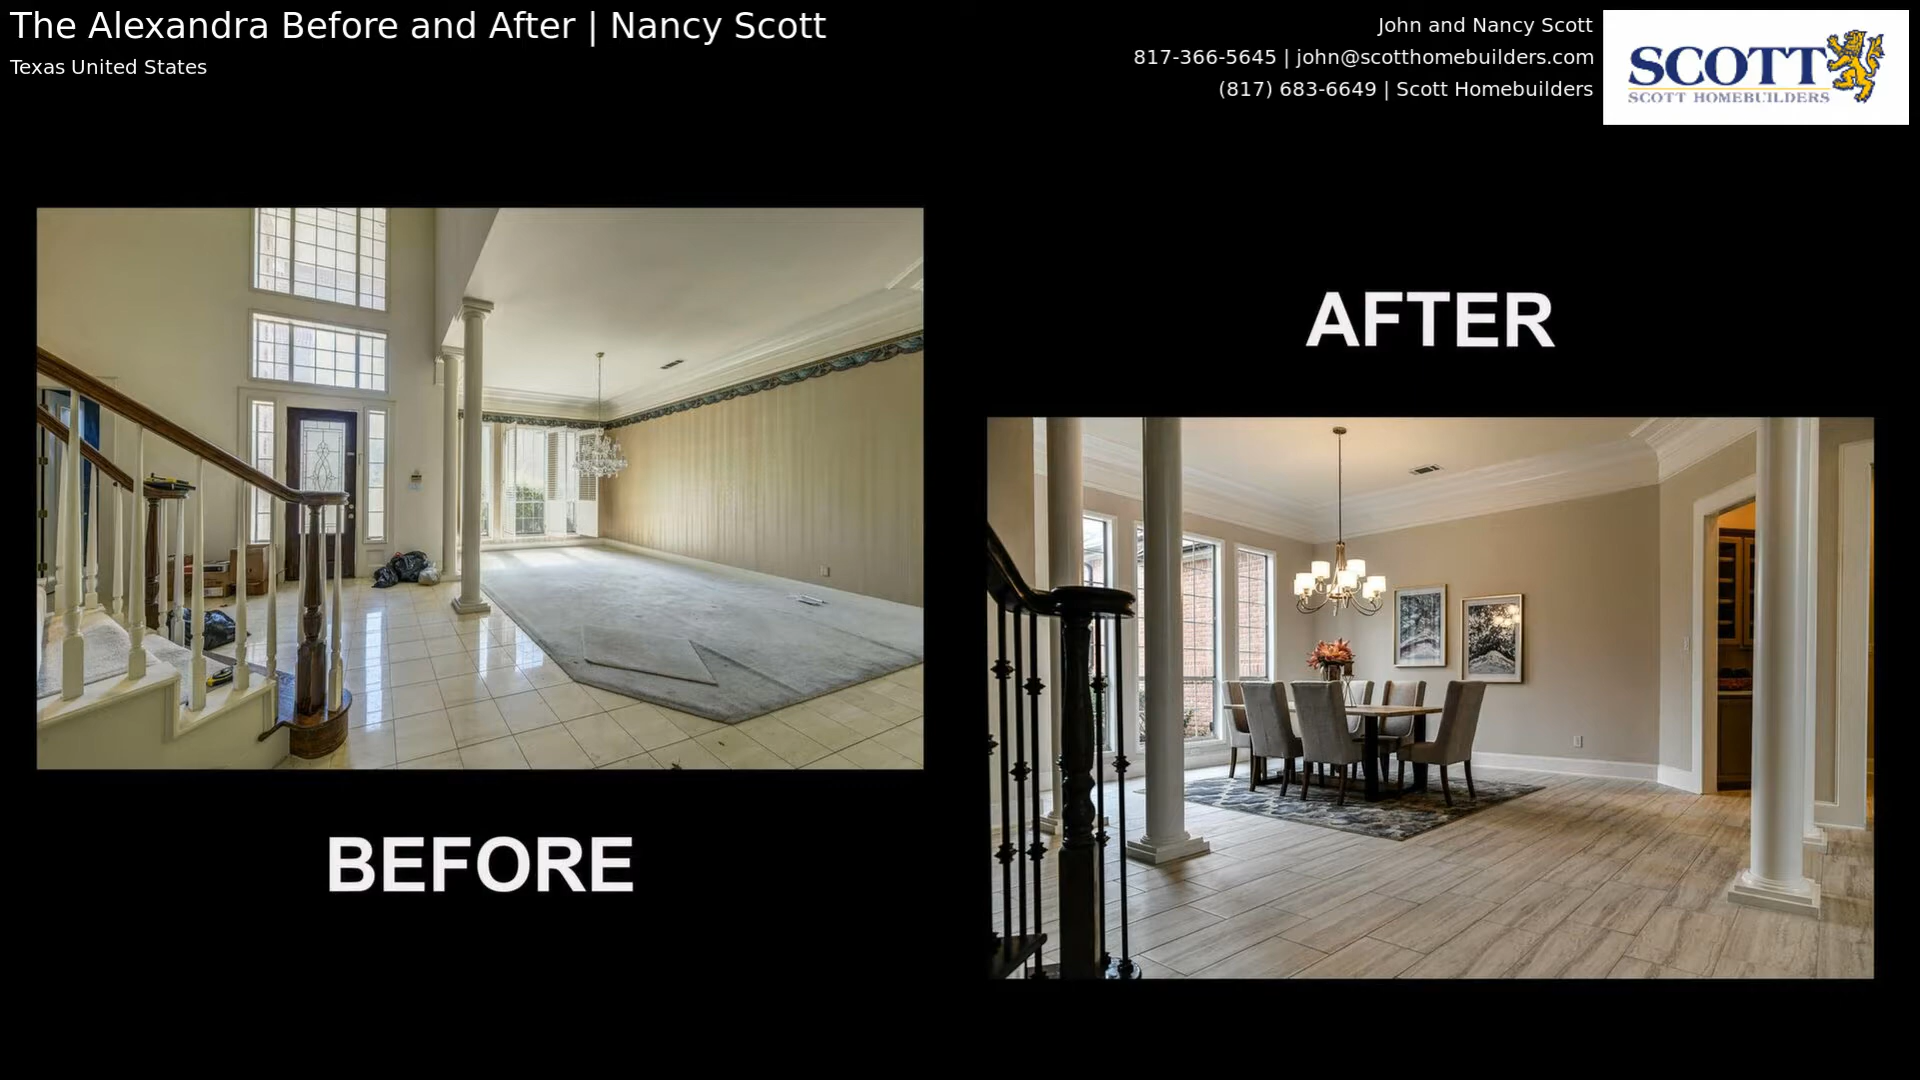 The Alexandra Before and After | Nancy Scott
Texas United States
John and Nancy Scott
817-366-5645 | john@scotthomebuilders.com
(817) 683-6649 | Scott Homebuilders
SCOTT
SCOTT HOMEBUILDERS
AFTER
BEFORE